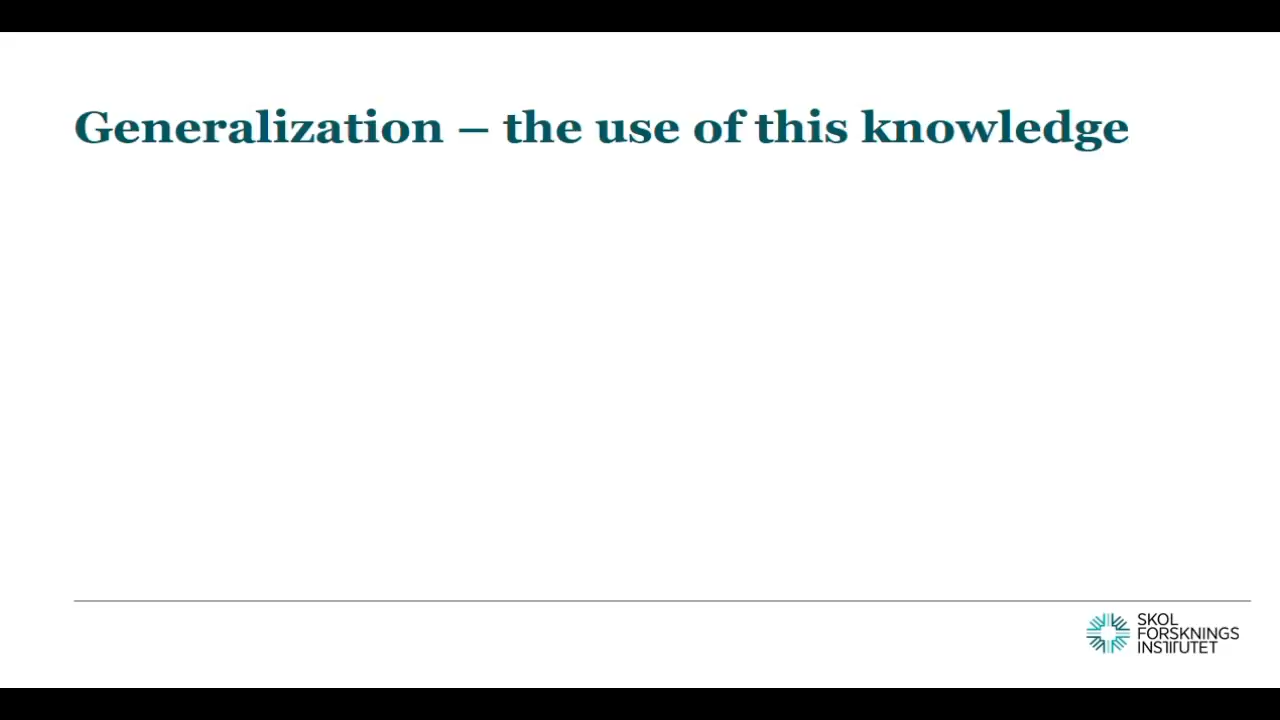 Generalization – the use of this knowledge
SKOL
FORSKNINGS
INSTITUTET